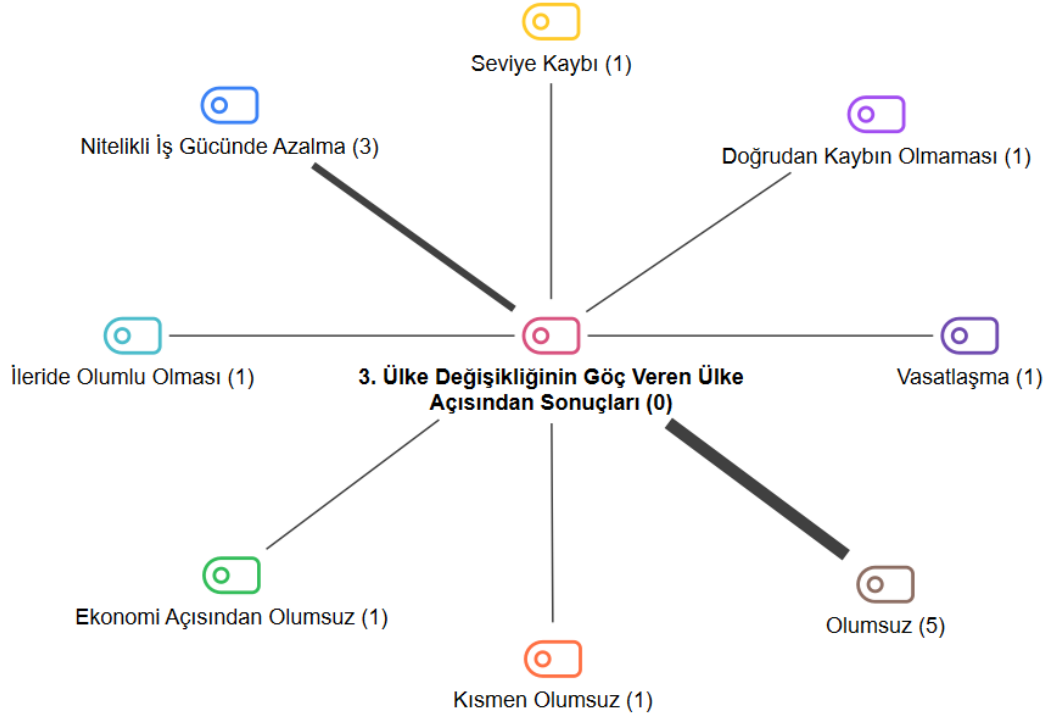 Seviye Kaybı (1)
Nitelikli İş Gücünde Azalma (3)
Doğrudan Kaybın Olmaması (1)
İleride Olumlu Olması (1)
3. Ülke Değişikliğinin Göç Veren Ülke
Açısından Sonuçları (0)
Vasatlaşma (1)
Ekonomi Açısından Olumsuz (1)
Olumsuz (5)
Kısmen Olumsuz (1)